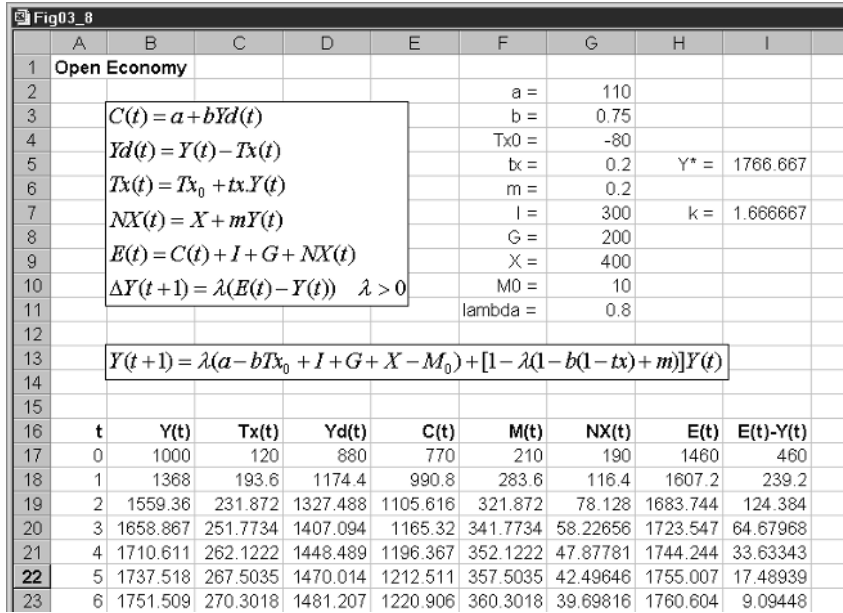 Fig03_8
A B C D E F G H I
1 Open Economy
2 a = 110
3 C(t) = a + bYd(t) b = 0.75
4 Yd(t) = Y(t) − Tx(t) Tx0 = -80
5 Tx(t) = Tx₀ + tx.Y(t) tx = 0.2 Y* = 1766.667
6 m = 0.2
7 NX(t) = X + mY(t) I = 300 k = 1.666667
8 E(t) = C(t) + I + G + NX(t) G = 200
9 X = 400
10 ΔY(t+1) = λ(E(t) − Y(t)) λ > 0 M0 = 10
11 lambda = 0.8
12
13 Y(t+1) = λ(a − bTx₀ + I + G + X − M₀) + [1 − λ(1 − b(1 − tx) + m)]Y(t)
14
15
16 t Y(t) Tx(t) Yd(t) C(t) M(t) NX(t) E(t) E(t)-Y(t)
17 0 1000 120 880 770 210 190 1460 460
18 1 1368 193.6 1174.4 990.8 283.6 116.4 1607.2 239.2
19 2 1559.36 231.872 1327.488 1105.616 321.872 78.128 1683.744 124.384
20 3 1658.867 251.7734 1407.094 1165.32 341.7734 58.22656 1723.547 64.67968
21 4 1710.611 262.1222 1448.489 1196.367 352.1222 47.87781 1744.244 33.63343
22 5 1737.518 267.5035 1470.014 1212.511 357.5035 42.49646 1755.007 17.48939
23 6 1751.509 270.3018 1481.207 1220.906 360.3018 39.69816 1760.604 9.09448